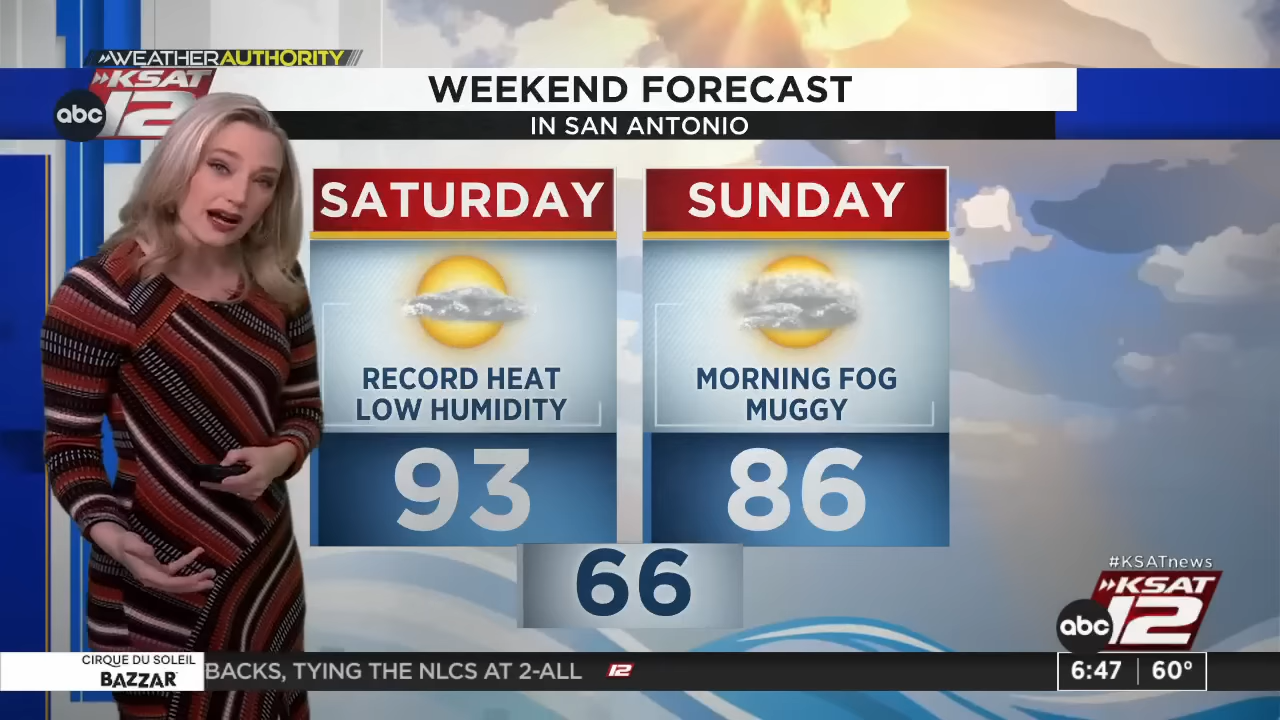 »WEATHERAUTHORITY
»KSAT
abc 12
WEEKEND FORECAST
IN SAN ANTONIO
SATURDAY
SUNDAY
RECORD HEAT
LOW HUMIDITY
MORNING FOG
MUGGY
93
86
66
#KSATnews
»KSAT
abc 12
CIRQUE DU SOLEIL
BAZZAR
BACKS, TYING THE NLCS AT 2-ALL 12
6:47 60°